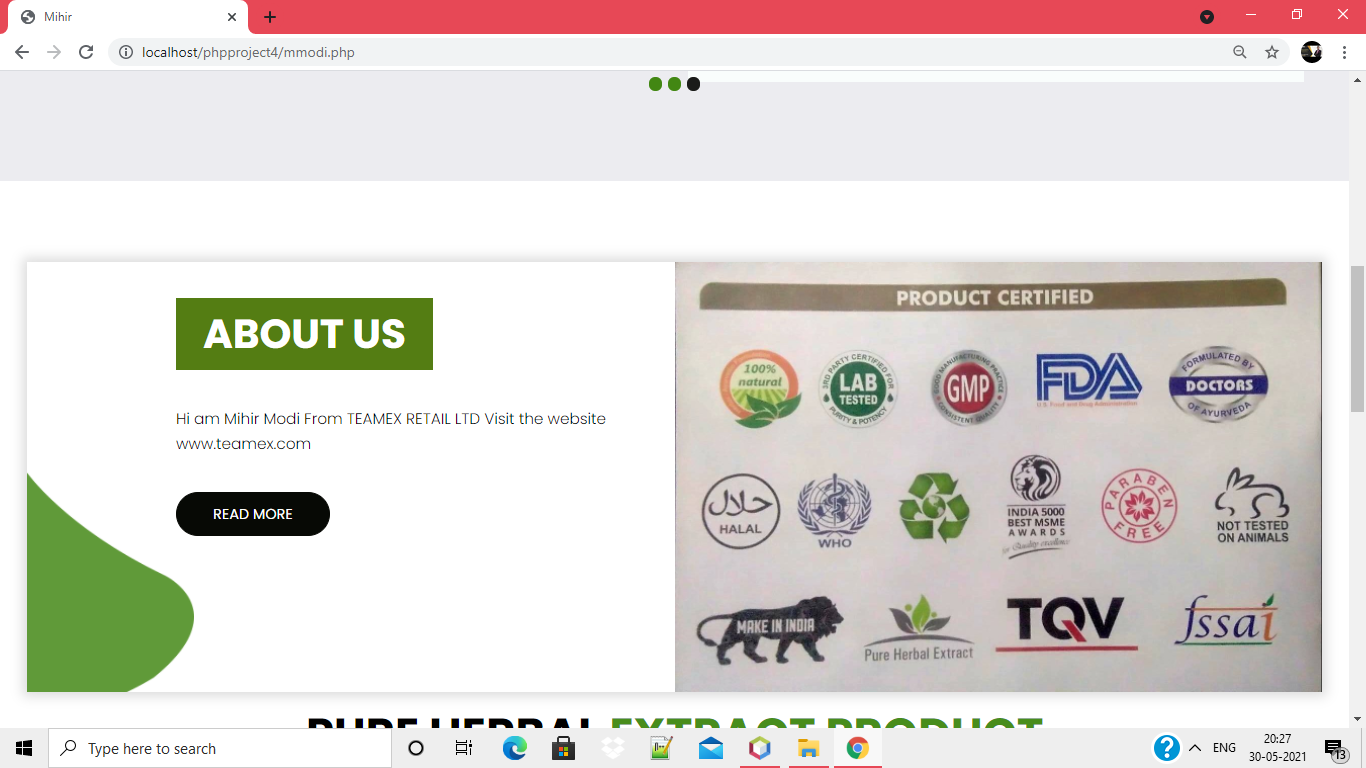 Mihir
localhost/phpproject4/mmodi.php
ABOUT US
Hi am Mihir Modi From TEAMEX RETAIL LTD Visit the website
www.teamex.com
READ MORE
PRODUCT CERTIFIED
100%
natural
3RD PARTY CERTIFIED FOR
LAB
TESTED
PURITY & POTENCY
GOOD MANUFACTURING PRACTICE
GMP
CONSISTENT QUALITY
FDA
U.S. Food and Drug Administration
FORMULATED BY
DOCTORS
OF AYURVEDA
حلال
HALAL
WHO
INDIA 5000
BEST MSME
AWARDS
for Quality excellence
PARABEN
FREE
NOT TESTED
ON ANIMALS
MAKE IN INDIA
Pure Herbal Extract
TQV
fssai
PURE HERBAL EXTRACT PRODUCT
Type here to search
ENG
20:27
30-05-2021
13